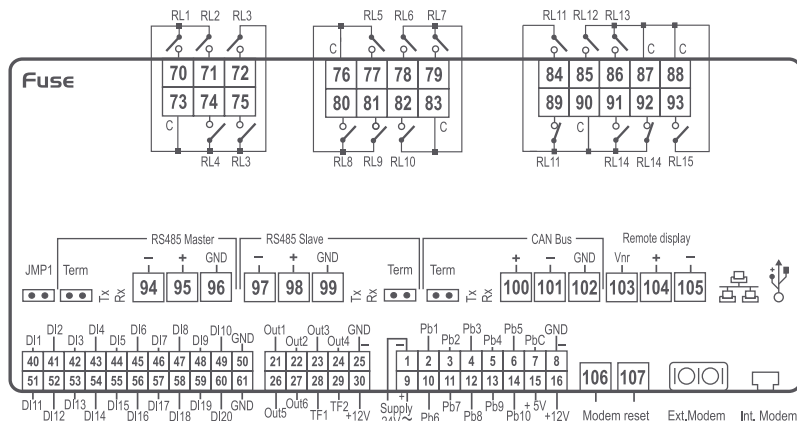 RL1 RL2 RL3 RL5 RL6 RL7 RL11 RL12 RL13
C C C
Fuse
70 71 72 76 77 78 79 84 85 86 87 88
73 74 75 80 81 82 83 89 90 91 92 93
C C C
RL4 RL3 RL8 RL9 RL10 RL11 RL14 RL14 RL15
RS485 Master RS485 Slave CAN Bus Remote display
JMP1 Term − + GND − + GND Term Term + − GND Vnr + −
Tx Rx 94 95 96 97 98 99 Tx Rx Tx Rx 100 101 102 103 104 105
DI2 DI4 DI6 DI8 DI10 Out1 Out3 GND Pb1 Pb3 Pb5 GND
DI1 DI3 DI5 DI7 DI9 GND Out2 Out4 − − Pb2 Pb4 PbC −
40 41 42 43 44 45 46 47 48 49 50 21 22 23 24 25 1 2 3 4 5 6 7 8
51 52 53 54 55 56 57 58 59 60 61 26 27 28 29 30 9 10 11 12 13 14 15 16 106 107
DI11 DI13 DI15 DI17 DI19 GND Out6 TF2 + Supply Pb7 Pb9 + 5V
DI12 DI14 DI16 DI18 DI20 Out5 TF1 +12V 24V~ Pb6 Pb8 Pb10 +12V Modem reset Ext.Modem Int. Modem